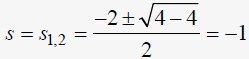 s = s₁,₂ = (-2 ± √(4 − 4)) / 2 = −1